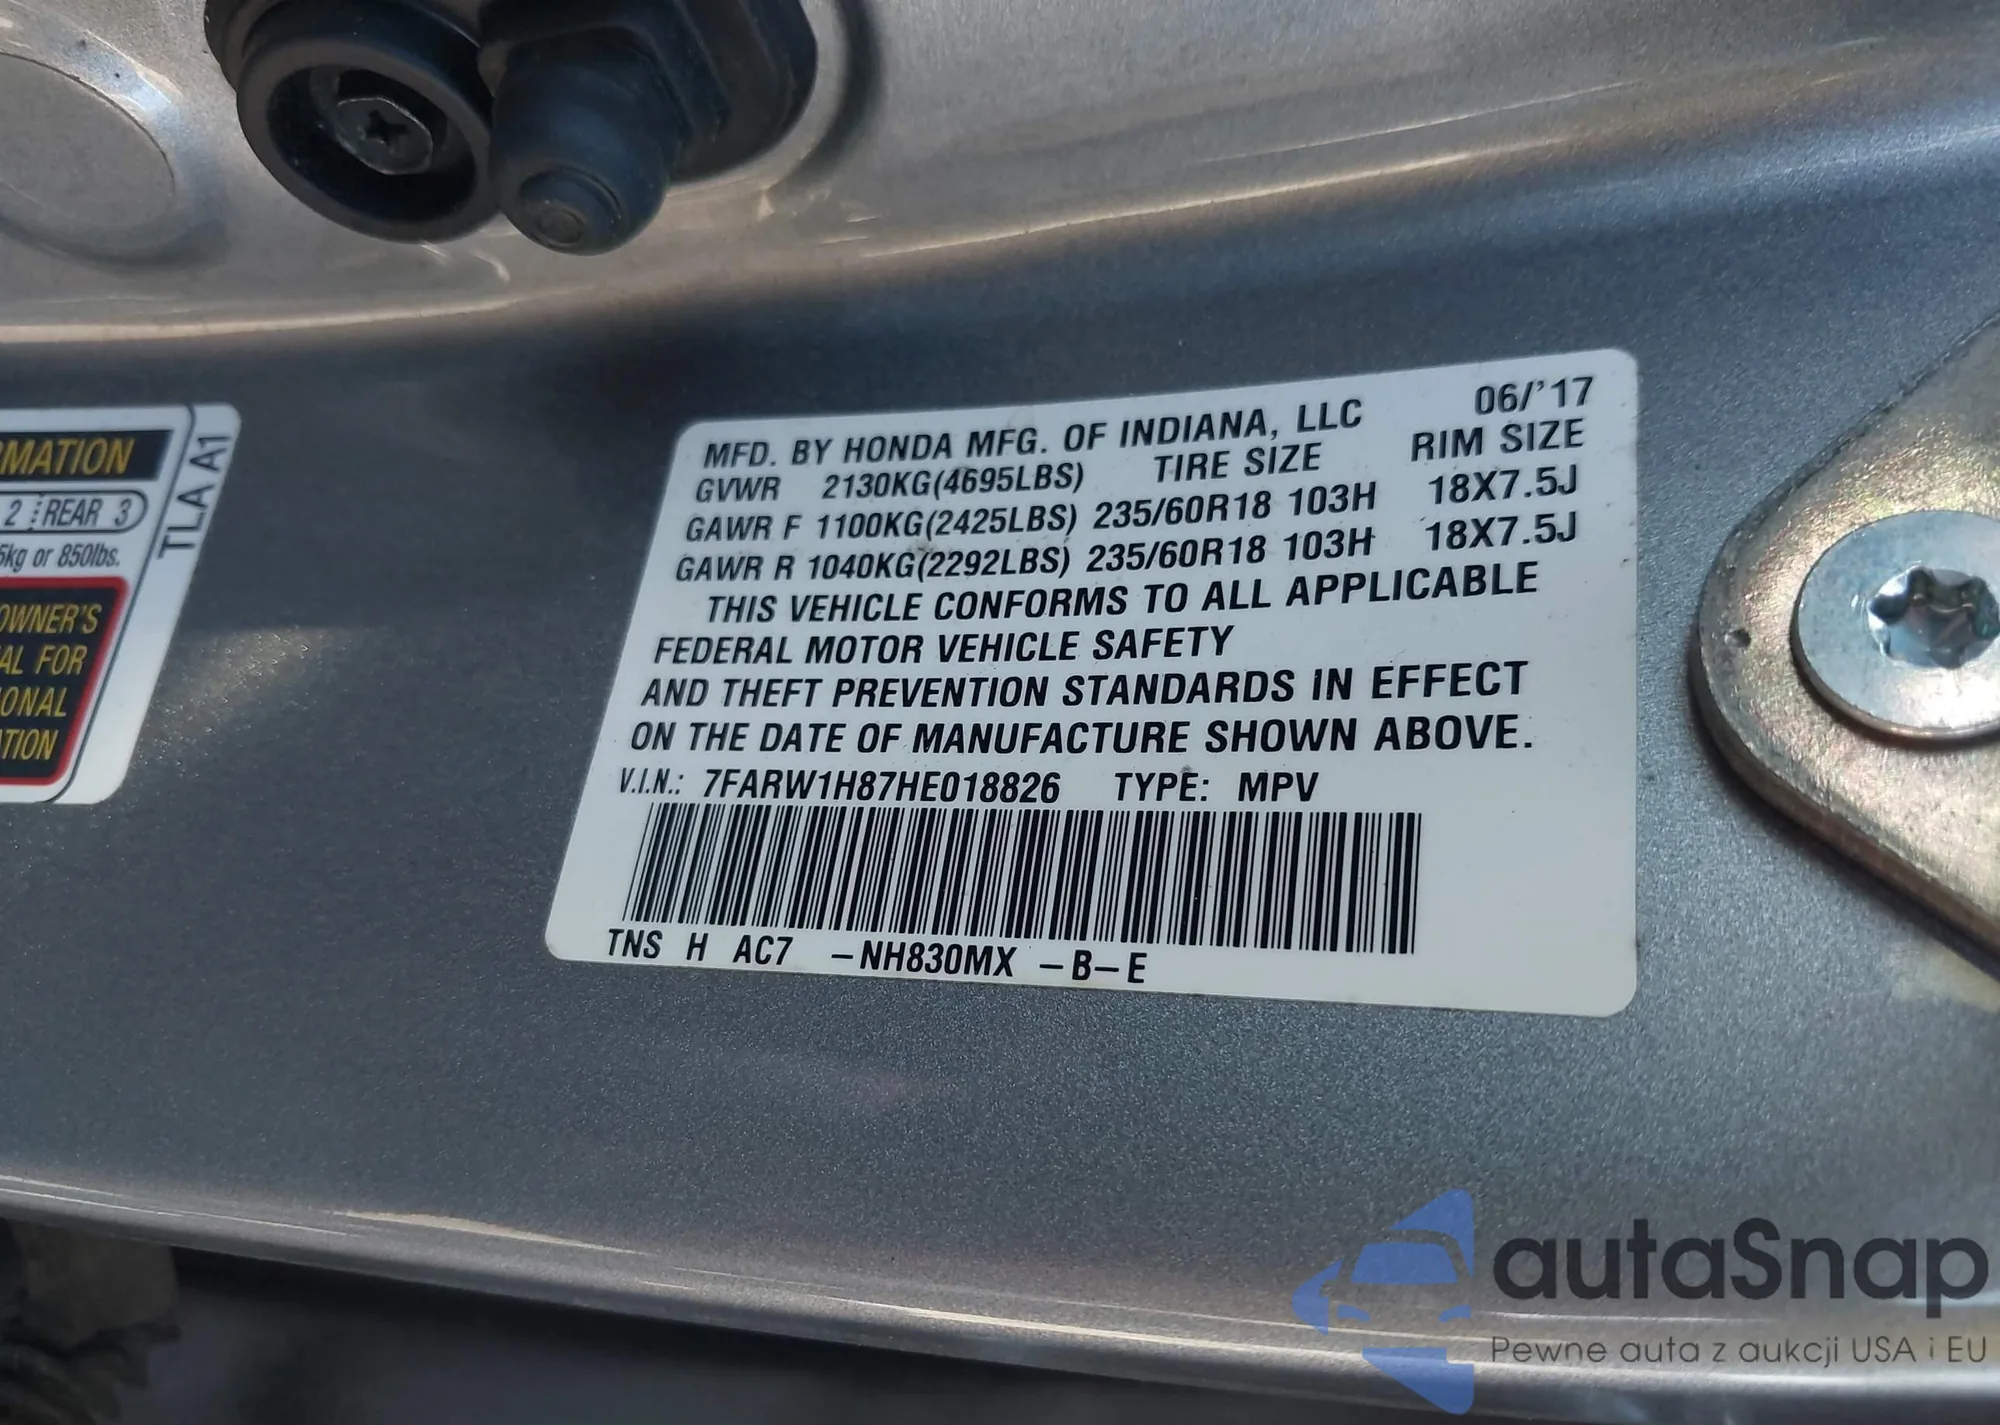 MATION
2 REAR 3
5kg or 850lbs.
OWNER'S
AL FOR
ONAL
TION
TLA A1
MFD. BY HONDA MFG. OF INDIANA, LLC 06/'17
GVWR 2130KG(4695LBS) TIRE SIZE RIM SIZE
GAWR F 1100KG(2425LBS) 235/60R18 103H 18X7.5J
GAWR R 1040KG(2292LBS) 235/60R18 103H 18X7.5J
THIS VEHICLE CONFORMS TO ALL APPLICABLE
FEDERAL MOTOR VEHICLE SAFETY
AND THEFT PREVENTION STANDARDS IN EFFECT
ON THE DATE OF MANUFACTURE SHOWN ABOVE.
V.I.N.: 7FARW1H87HE018826 TYPE: MPV
TNS H AC7 -NH830MX -B-E
autaSnap
Pewne auta z aukcji USA i EU